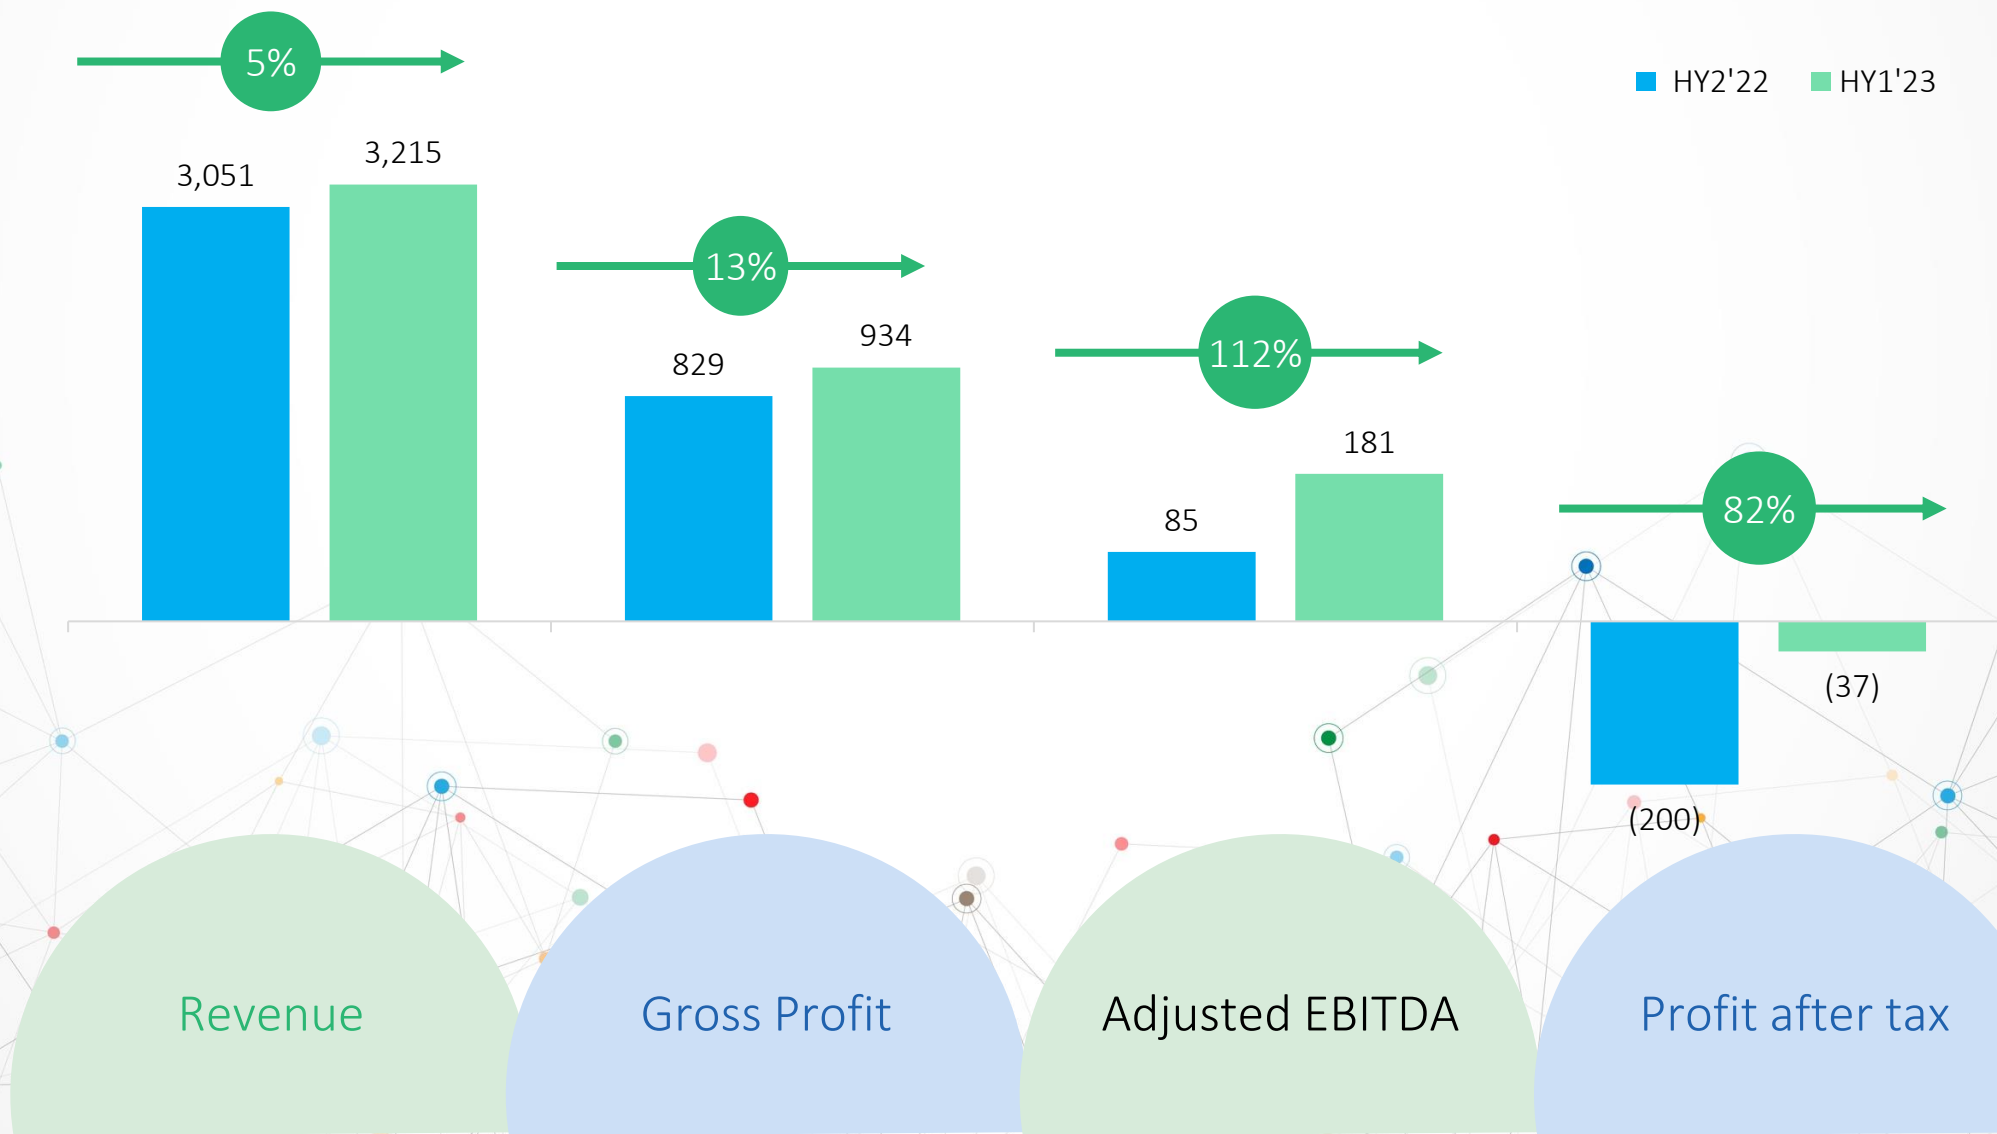 5%
HY2'22
HY1'23
3,051
3,215
13%
829
934
112%
85
181
82%
(37)
(200)
Revenue
Gross Profit
Adjusted EBITDA
Profit after tax